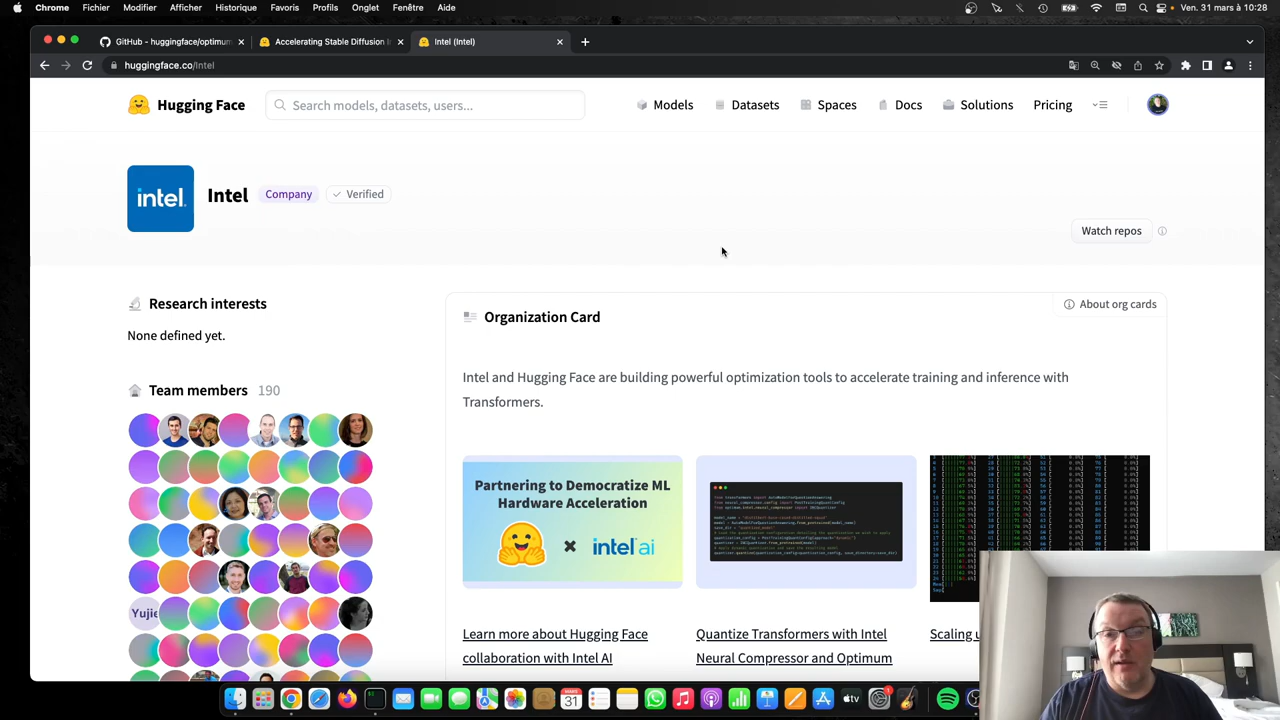 Chrome Fichier Modifier Afficher Historique Favoris Profils Onglet Fenêtre Aide
Ven. 31 mars à 10:28
GitHub - huggingface/optimum
Accelerating Stable Diffusion I
Intel (Intel)
huggingface.co/Intel
Hugging Face
Search models, datasets, users...
Models
Datasets
Spaces
Docs
Solutions
Pricing
intel.
Intel
Company
Verified
Watch repos
Research interests
None defined yet.
Team members 190
Yujie
Organization Card
About org cards
Intel and Hugging Face are building powerful optimization tools to accelerate training and inference with
Transformers.
Partnering to Democratize ML
Hardware Acceleration
intel ai
Learn more about Hugging Face
collaboration with Intel AI
Quantize Transformers with Intel
Neural Compressor and Optimum
Scaling
31
tv
1